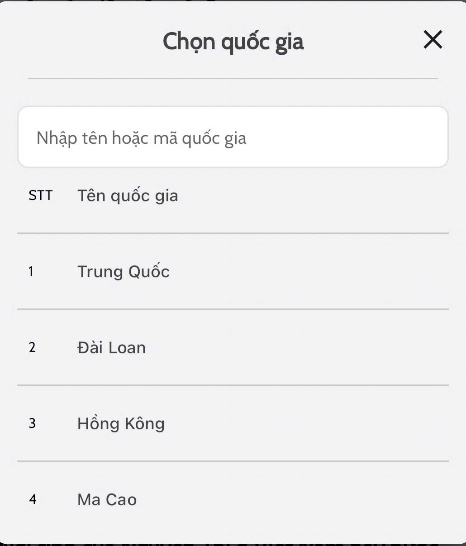 Chọn quốc gia
Nhập tên hoặc mã quốc gia
STT Tên quốc gia
1 Trung Quốc
2 Đài Loan
3 Hồng Kông
4 Ma Cao